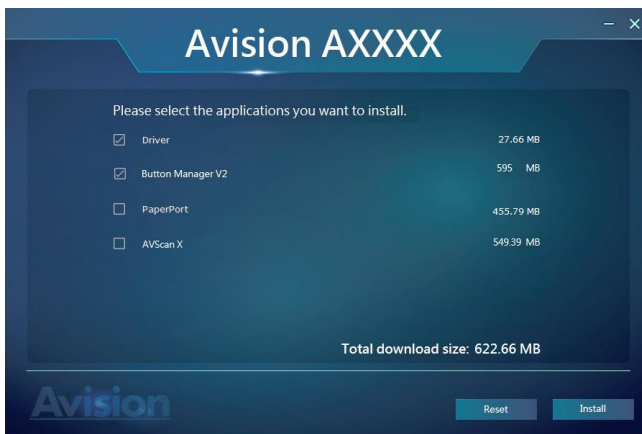 Avision AXXXX
Please select the applications you want to install.
Driver 27.66 MB
Button Manager V2 595 MB
PaperPort 455.79 MB
AVScan X 549.39 MB
Total download size: 622.66 MB
Avision
Reset Install